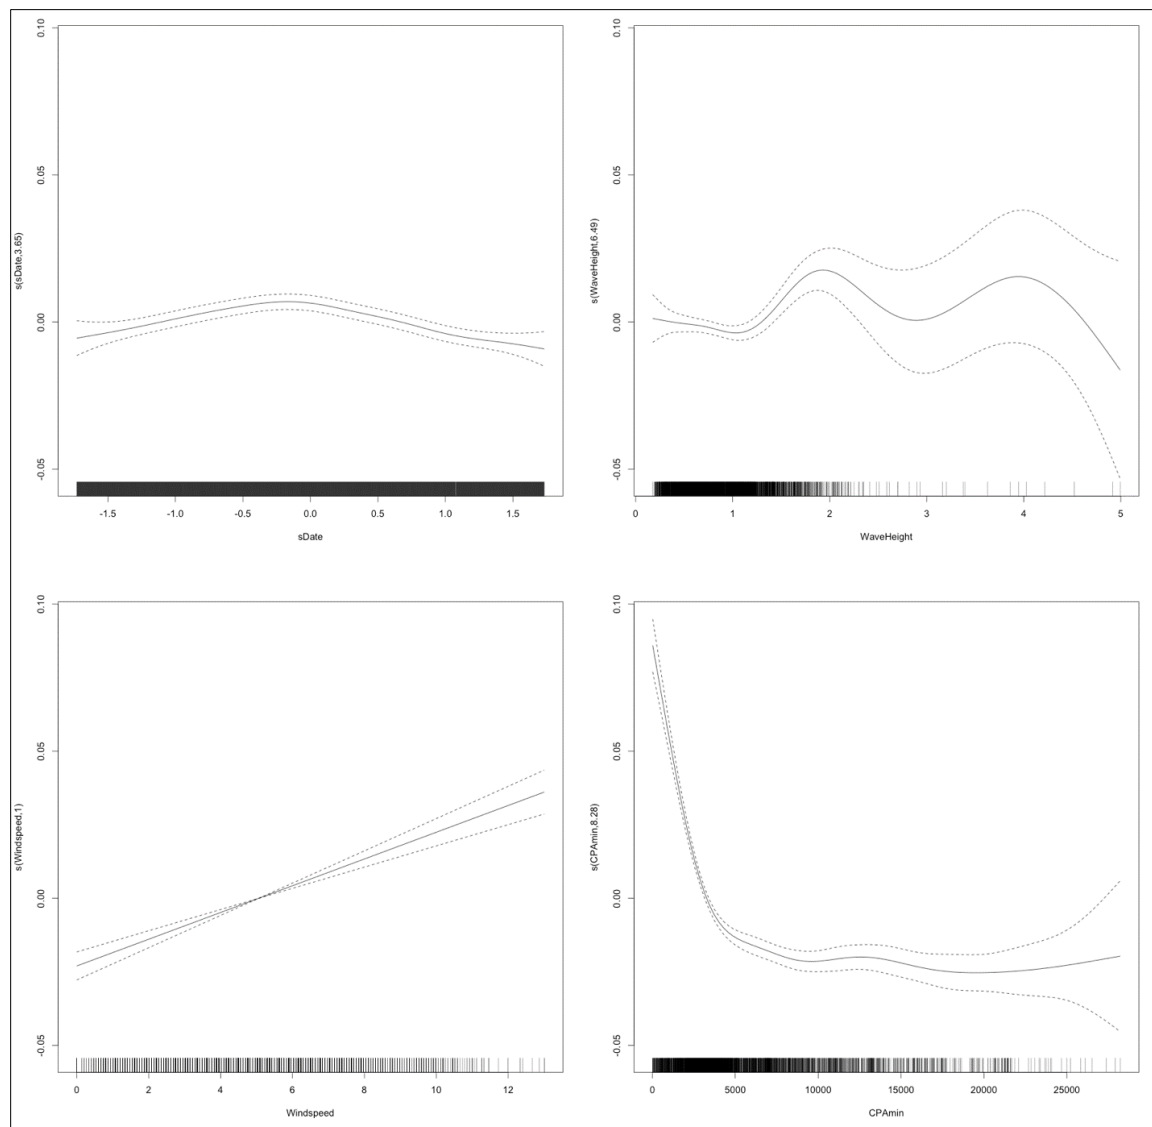 0.10
0.05
0.00
-0.05
s(sDate,3.65)
-1.5 -1.0 -0.5 0.0 0.5 1.0 1.5
sDate
0.10
0.05
0.00
-0.05
s(WaveHeight,6.49)
0 1 2 3 4 5
WaveHeight
0.10
0.05
0.00
-0.05
s(Windspeed,1)
0 2 4 6 8 10 12
Windspeed
0.10
0.05
0.00
-0.05
s(CPAmin,8.28)
0 5000 10000 15000 20000 25000
CPAmin